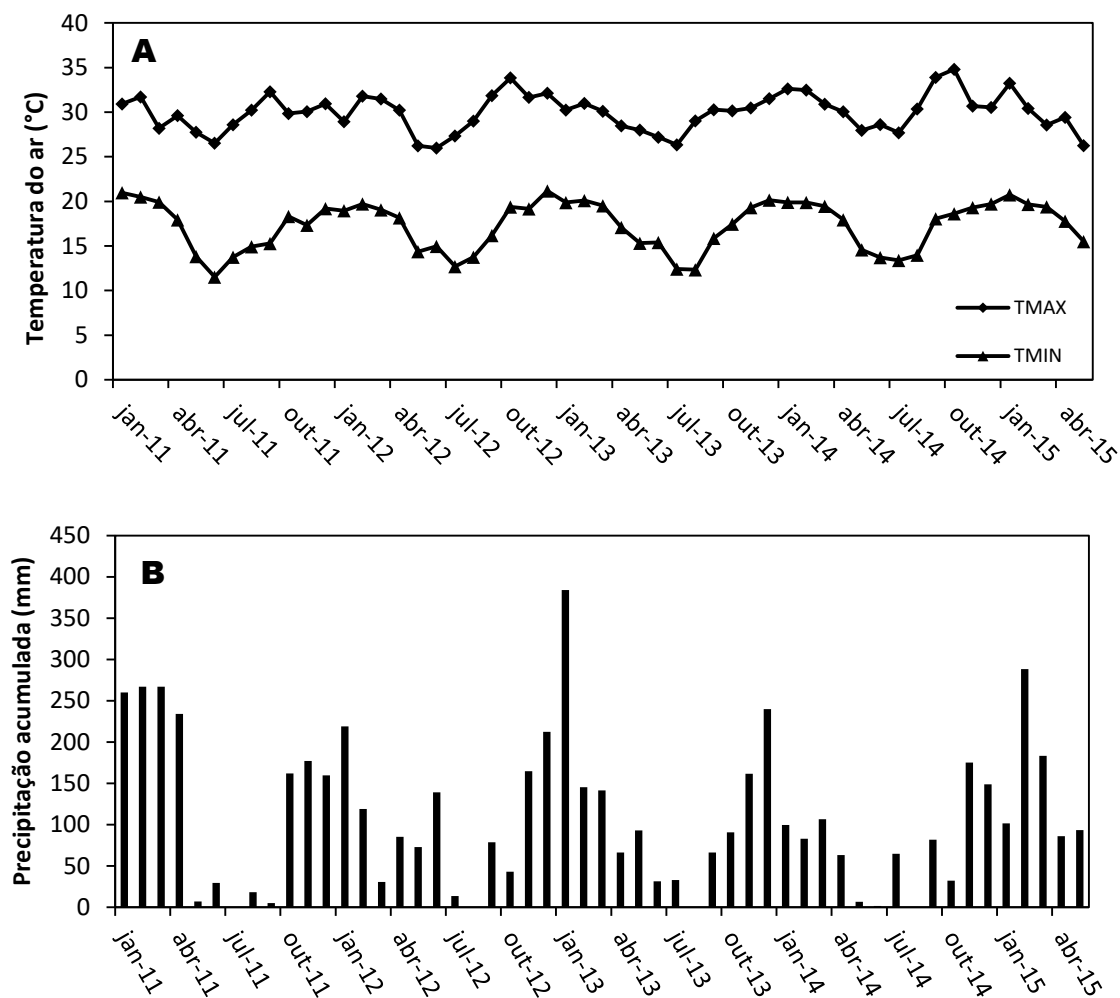 A
Temperatura do ar (°C)
40
35
30
25
20
15
10
5
0
TMAX
TMIN
jan-11
abr-11
jul-11
out-11
jan-12
abr-12
jul-12
out-12
jan-13
abr-13
jul-13
out-13
jan-14
abr-14
jul-14
out-14
jan-15
abr-15
B
Precipitação acumulada (mm)
450
400
350
300
250
200
150
100
50
0
jan-11
abr-11
jul-11
out-11
jan-12
abr-12
jul-12
out-12
jan-13
abr-13
jul-13
out-13
jan-14
abr-14
jul-14
out-14
jan-15
abr-15